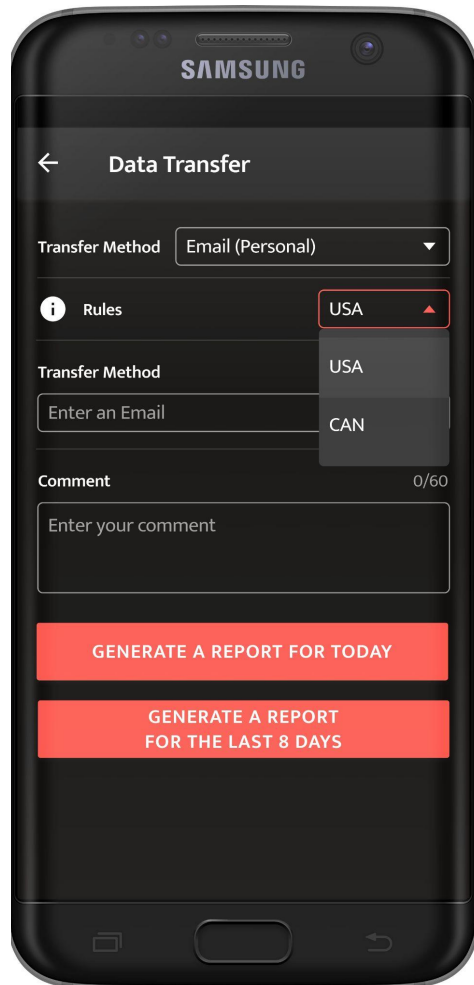 SAMSUNG
Data Transfer
Transfer Method Email (Personal)
Rules USA
USA
Transfer Method
Enter an Email
CAN
Comment 0/60
Enter your comment
GENERATE A REPORT FOR TODAY
GENERATE A REPORT
FOR THE LAST 8 DAYS